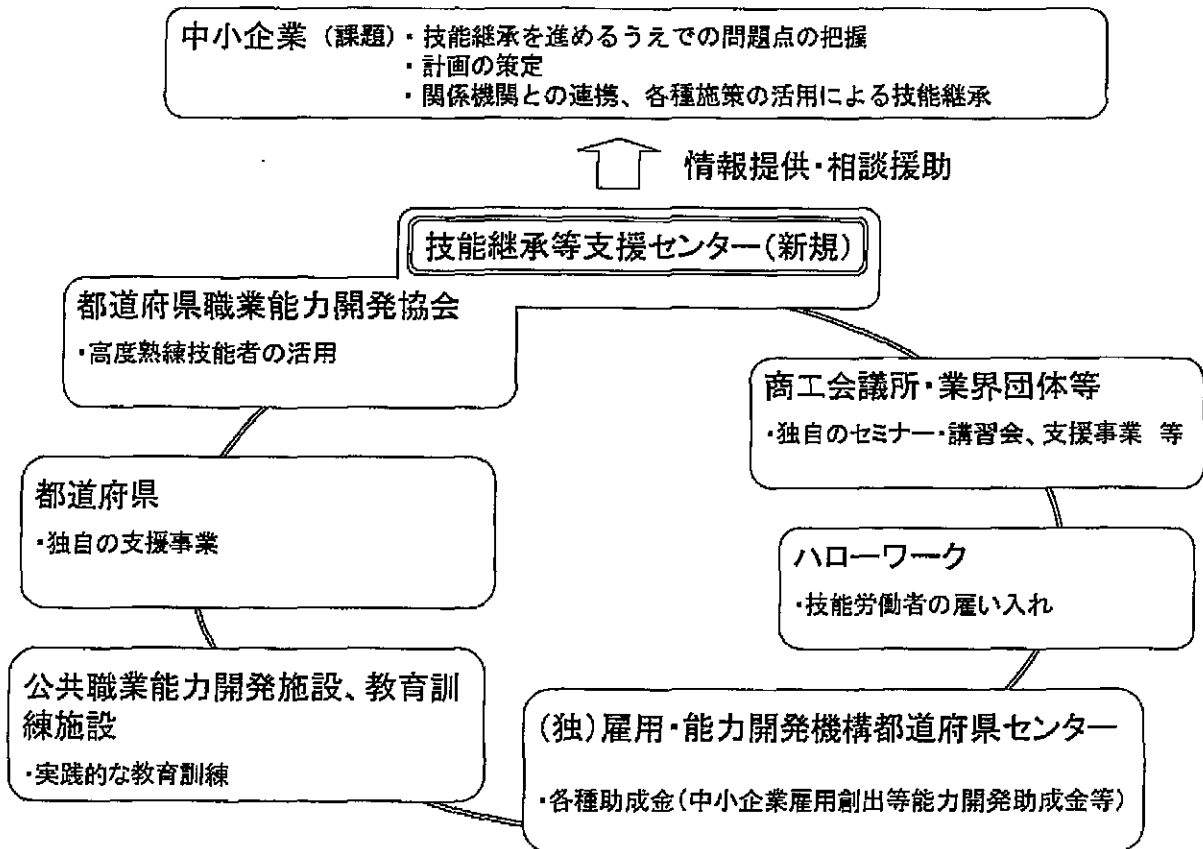 中小企業 (課題)・技能継承を進めるうえでの問題点の把握
・計画の策定
・関係機関との連携、各種施策の活用による技能継承
情報提供・相談援助
技能継承等支援センター(新規)
都道府県職業能力開発協会
・高度熟練技能者の活用
商工会議所・業界団体等
・独自のセミナー・講習会、支援事業 等
都道府県
・独自の支援事業
ハローワーク
・技能労働者の雇い入れ
公共職業能力開発施設、教育訓
練施設
・実践的な教育訓練
(独)雇用・能力開発機構都道府県センター
・各種助成金(中小企業雇用創出等能力開発助成金等)